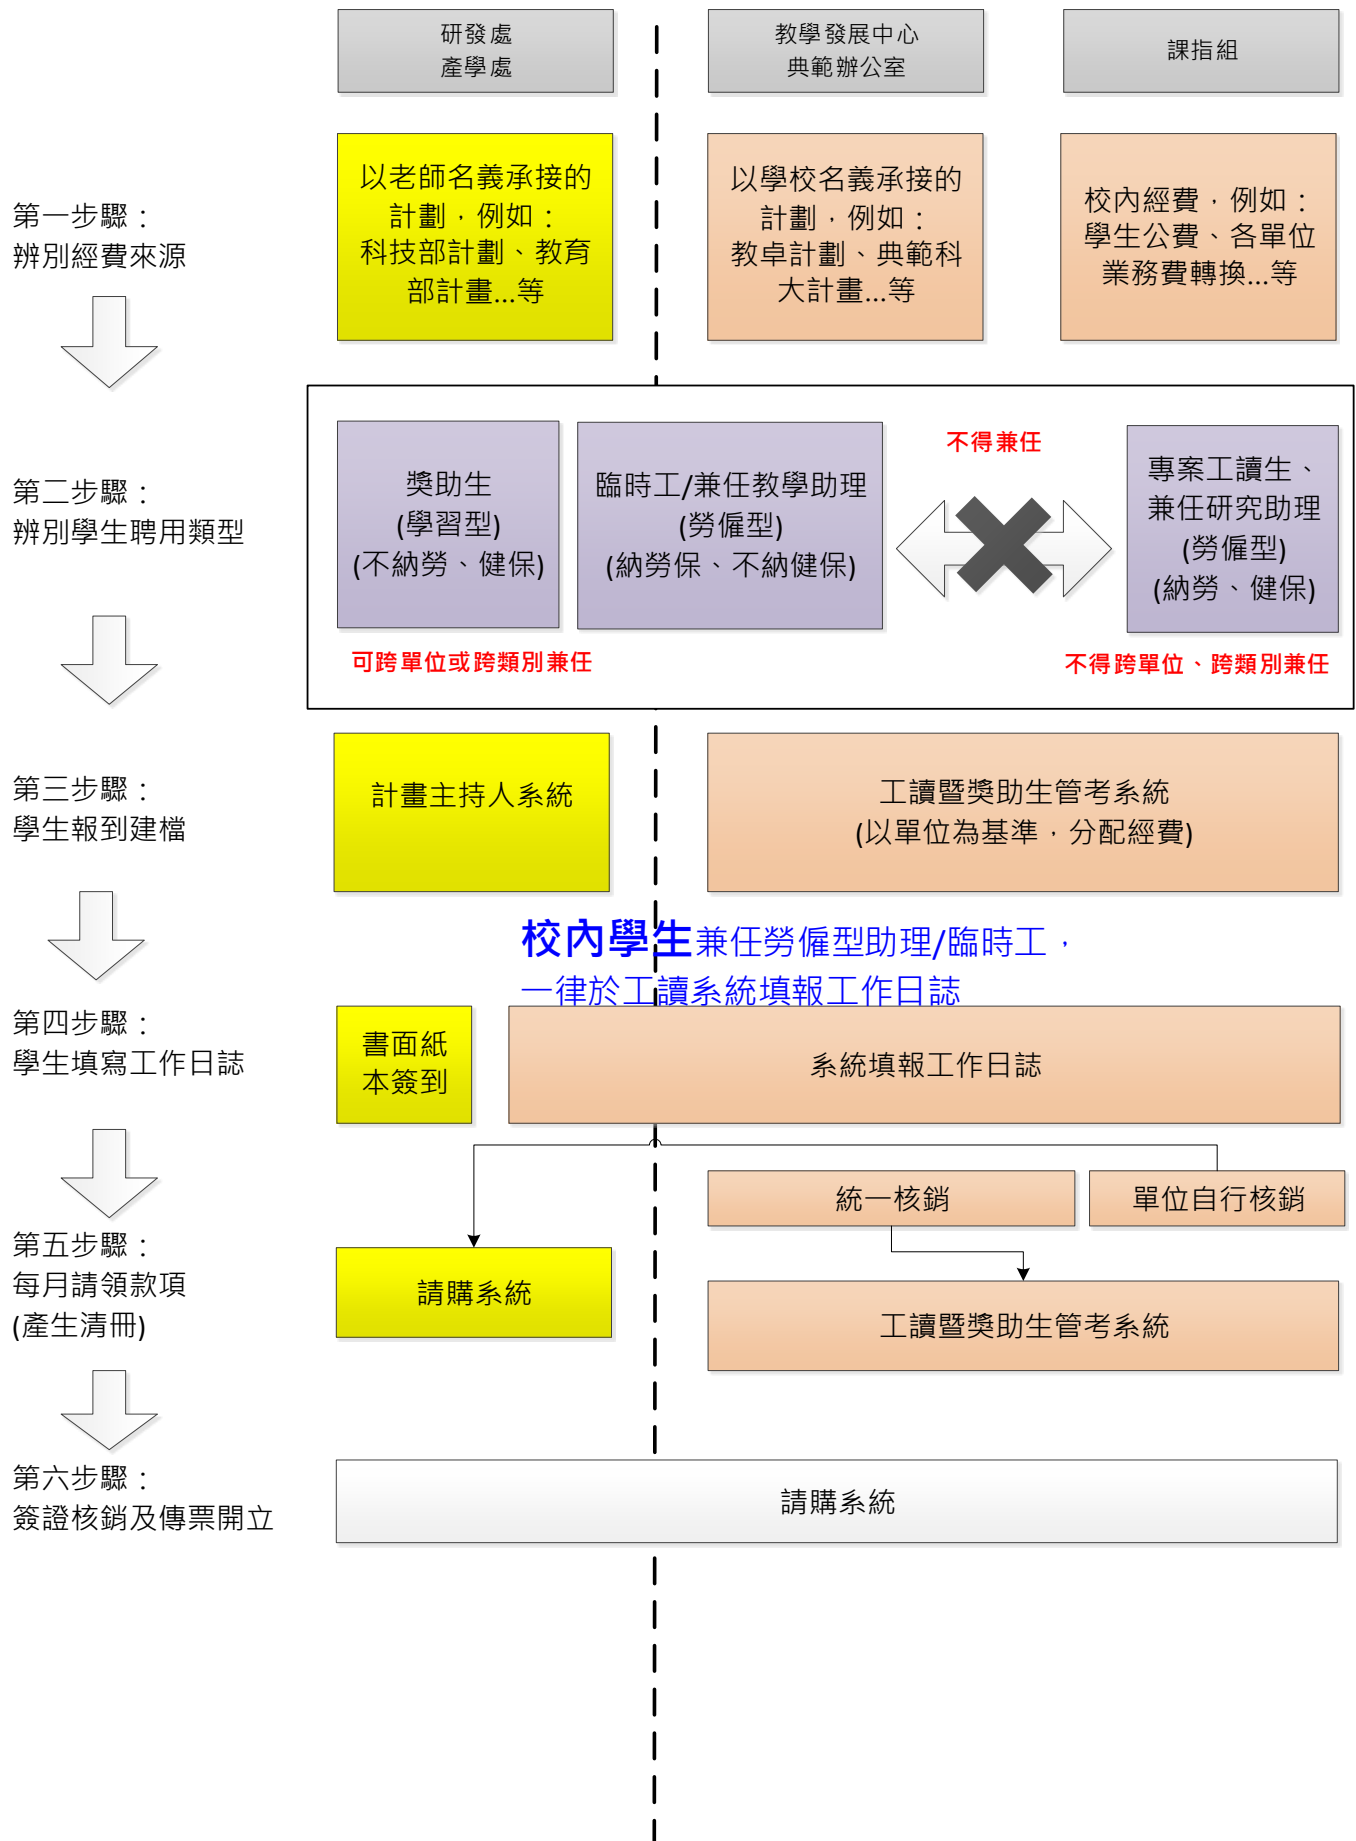 研發處
產學處
教學發展中心
典範辦公室
課指組
第一步驟：
辨別經費來源
以老師名義承接的
計劃，例如：
科技部計劃、教育
部計畫...等
以學校名義承接的
計劃，例如：
教卓計劃、典範科
大計畫...等
校內經費，例如：
學生公費、各單位
業務費轉換...等
第二步驟：
辨別學生聘用類型
獎助生
(學習型)
(不納勞、健保)
臨時工/兼任教學助理
(勞僱型)
(納勞保、不納健保)
不得兼任
專案工讀生、
兼任研究助理
(勞僱型)
(納勞、健保)
可跨單位或跨類別兼任
不得跨單位、跨類別兼任
第三步驟：
學生報到建檔
計畫主持人系統
工讀暨獎助生管考系統
(以單位為基準，分配經費)
校內學生兼任勞僱型助理/臨時工，
一律於工讀系統填報工作日誌
第四步驟：
學生填寫工作日誌
書面紙
本簽到
系統填報工作日誌
統一核銷
單位自行核銷
第五步驟：
每月請領款項
(產生清冊)
請購系統
工讀暨獎助生管考系統
第六步驟：
簽證核銷及傳票開立
請購系統